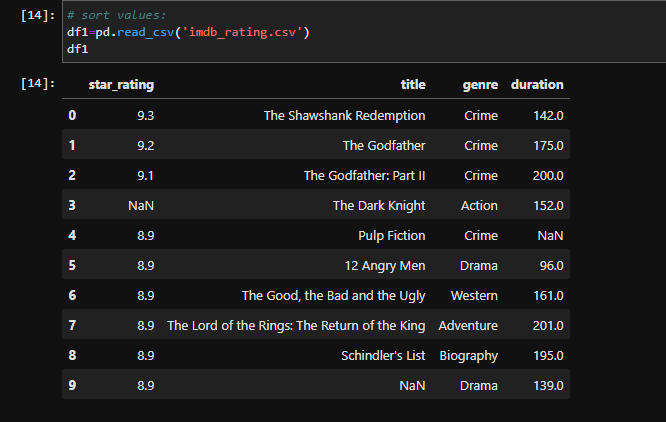 [14]: # sort values:
df1=pd.read_csv('imdb_rating.csv')
df1
[14]: star_rating title genre duration
0 9.3 The Shawshank Redemption Crime 142.0
1 9.2 The Godfather Crime 175.0
2 9.1 The Godfather: Part II Crime 200.0
3 NaN The Dark Knight Action 152.0
4 8.9 Pulp Fiction Crime NaN
5 8.9 12 Angry Men Drama 96.0
6 8.9 The Good, the Bad and the Ugly Western 161.0
7 8.9 The Lord of the Rings: The Return of the King Adventure 201.0
8 8.9 Schindler's List Biography 195.0
9 8.9 NaN Drama 139.0